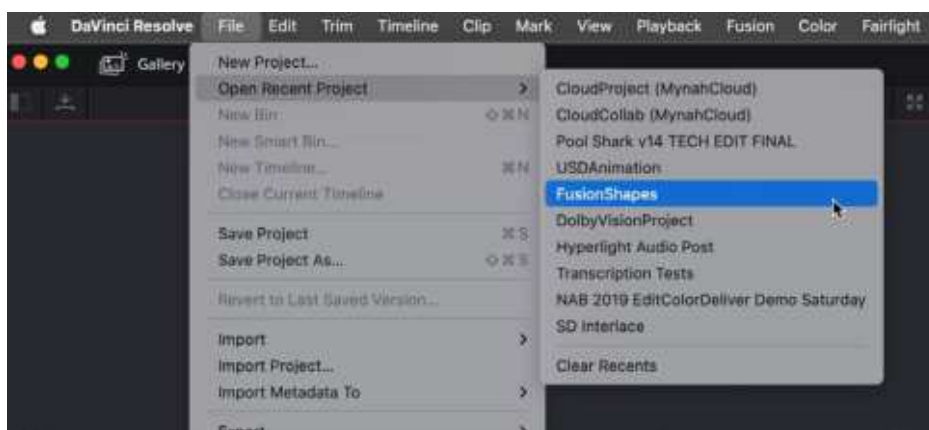 DaVinci Resolve File Edit Trim Timeline Clip Mark View Playback Fusion Color Fairlight
Gallery
New Project...
Open Recent Project
New Bin ⇧⌘N
New Smart Bin...
New Timeline... ⌘N
Close Current Timeline
Save Project ⌘S
Save Project As... ⇧⌘S
Revert to Last Saved Version...
Import
Import Project...
Import Metadata To
Export
CloudProject (MynahCloud)
CloudCollab (MynahCloud)
Pool Shark v14 TECH EDIT FINAL
USDAnimation
FusionShapes
DolbyVisionProject
Hyperlight Audio Post
Transcription Tests
NAB 2019 EditColorDeliver Demo Saturday
SD Interlace
Clear Recents